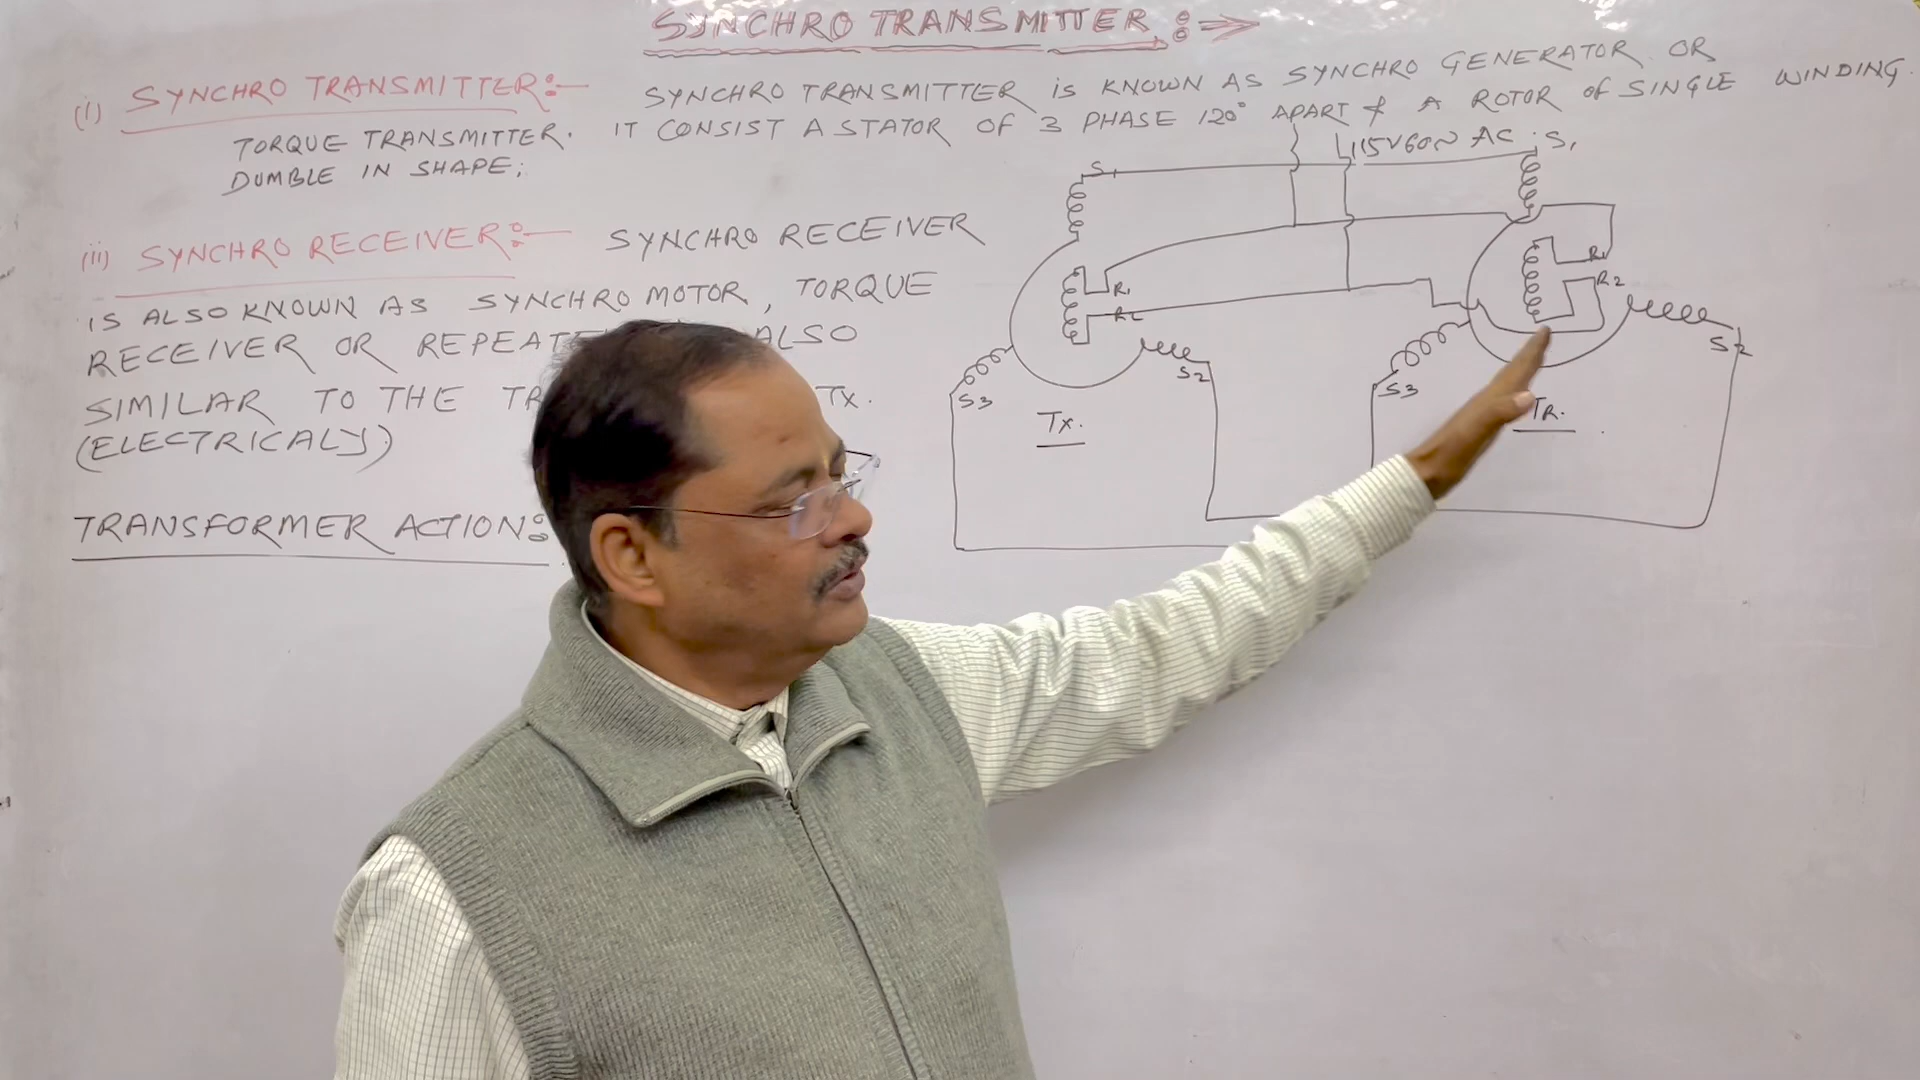 SYNCHRO TRANSMITTER :⇒
(i) SYNCHRO TRANSMITTER:— SYNCHRO TRANSMITTER is KNOWN AS SYNCHRO GENERATOR OR
TORQUE TRANSMITTER. IT CONSIST A STATOR OF 3 PHASE 120° APART & A ROTOR of SINGLE WINDING
DUMBLE IN SHAPE;
(ii) SYNCHRO RECEIVER:— SYNCHRO RECEIVER
IS ALSO KNOWN AS SYNCHRO MOTOR, TORQUE
RECEIVER OR REPEATE ALSO
SIMILAR TO THE TR TX.
(ELECTRICALY)
TRANSFORMER ACTION:
115V60~ AC
S1
S1
R1
R2
R1
R2
S3
S2
S3
S2
TX.
TR.